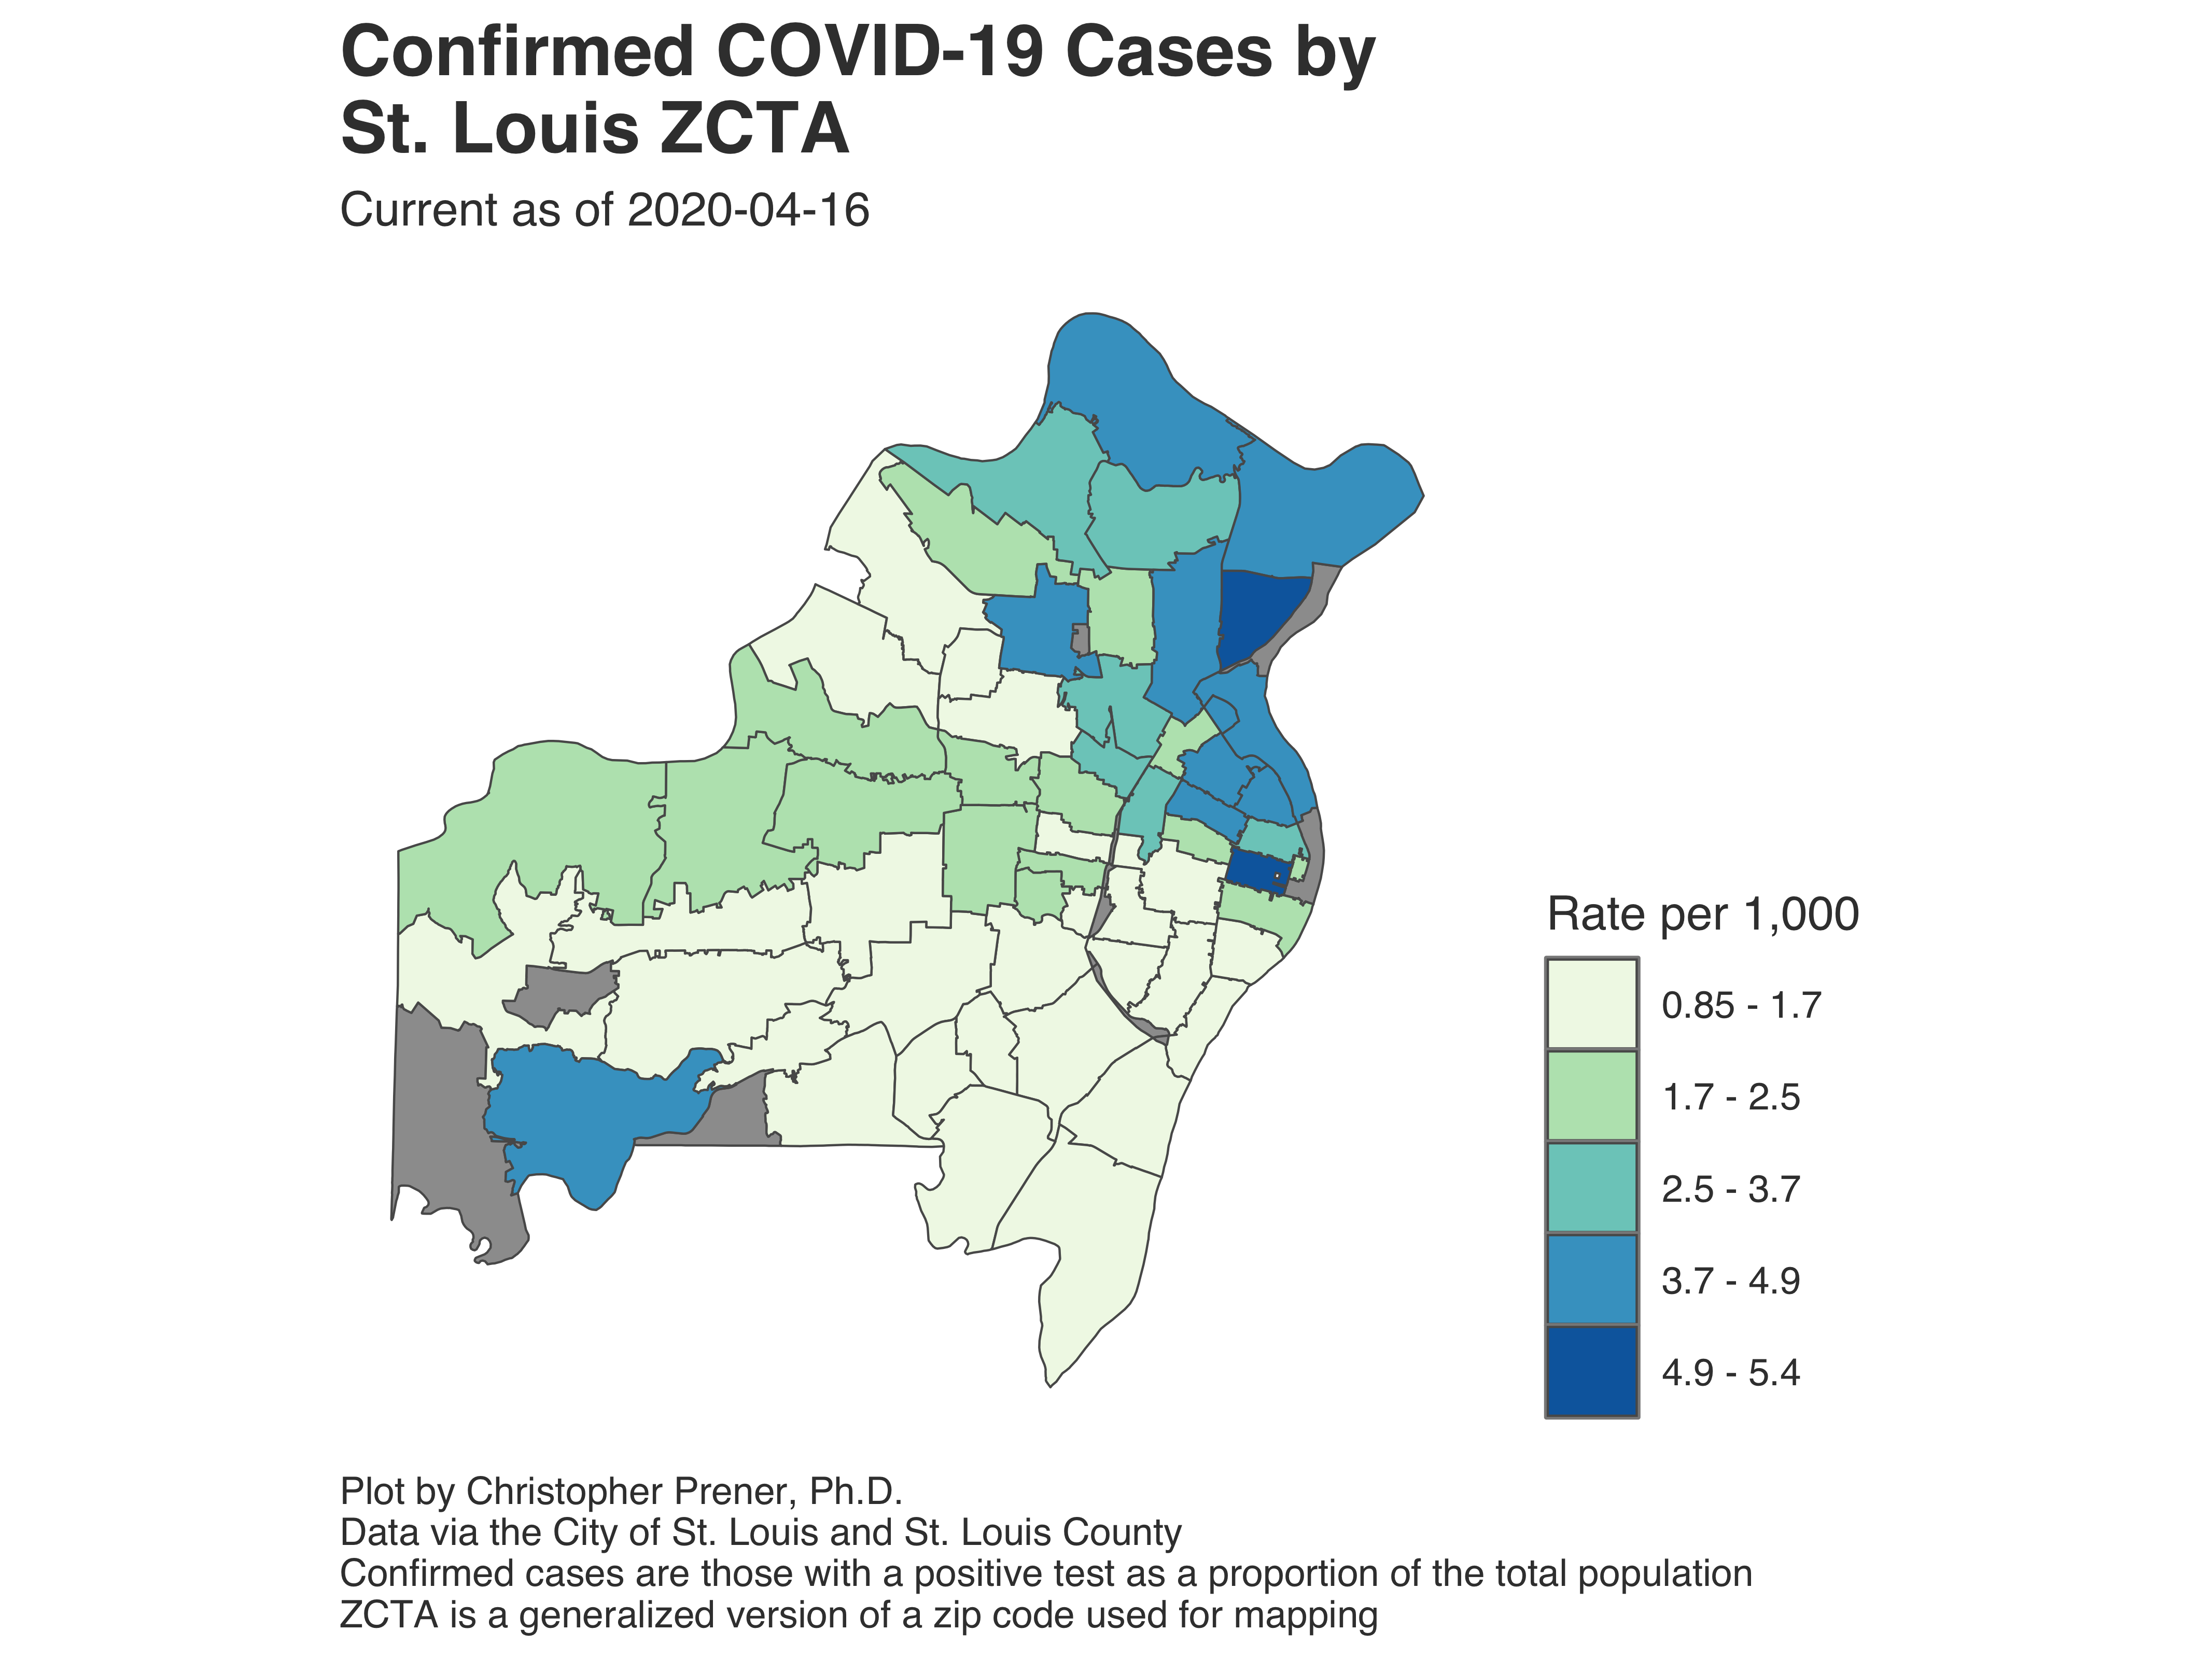 Confirmed COVID-19 Cases by
St. Louis ZCTA
Current as of 2020-04-16
Rate per 1,000
0.85 - 1.7
1.7 - 2.5
2.5 - 3.7
3.7 - 4.9
4.9 - 5.4
Plot by Christopher Prener, Ph.D.
Data via the City of St. Louis and St. Louis County
Confirmed cases are those with a positive test as a proportion of the total population
ZCTA is a generalized version of a zip code used for mapping